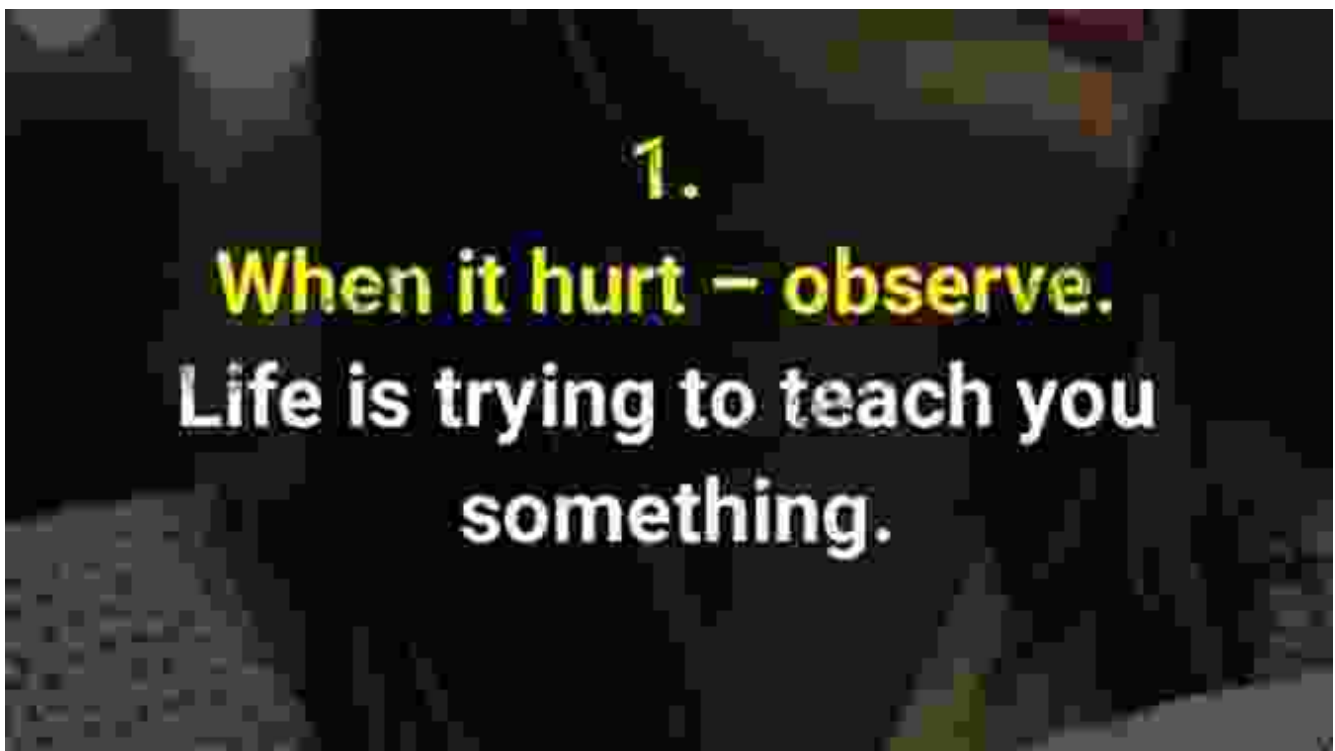 1.
When it hurt – observe.
Life is trying to teach you
something.